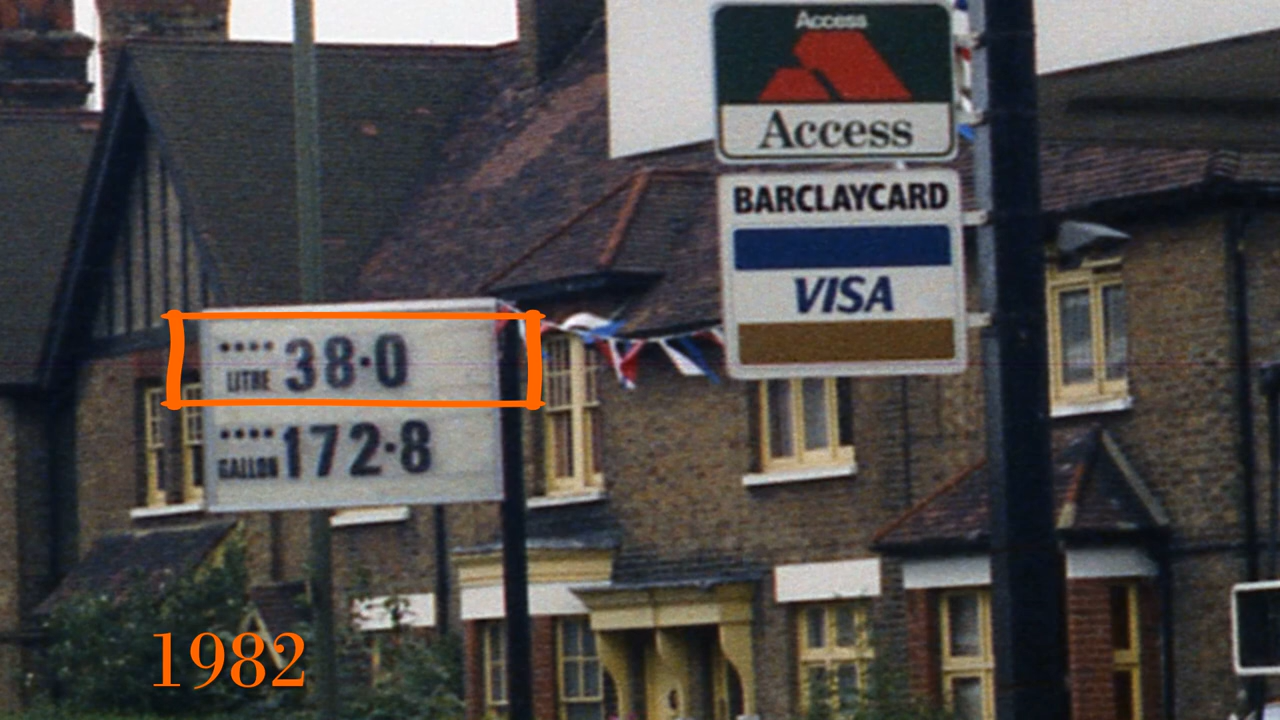 Access
Access
BARCLAYCARD
VISA
**** 38·0
LITRE
**** 172·8
GALLON
1982